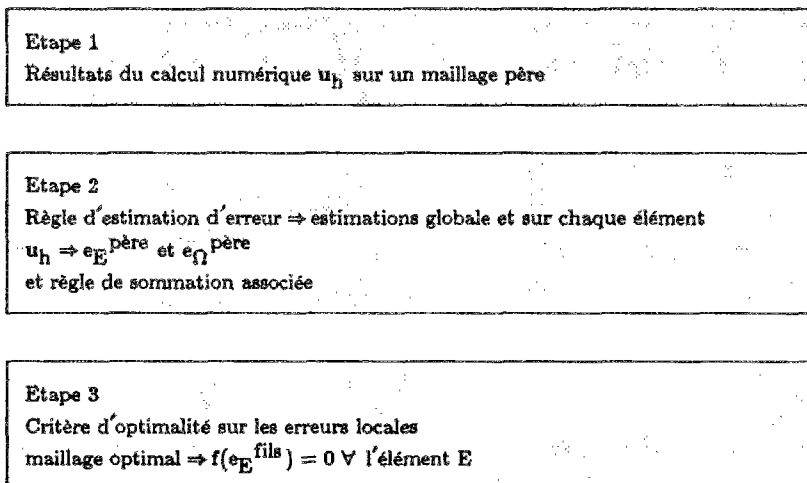 Etape 1
Résultats du calcul numérique u_h sur un maillage père
Etape 2
Règle d'estimation d'erreur ⇒ estimations globale et sur chaque élément
u_h ⇒ e_E^père et e_Ω^père
et règle de sommation associée
Etape 3
Critère d'optimalité sur les erreurs locales
maillage optimal ⇒ f(e_E^fils) = 0 ∀ l'élément E